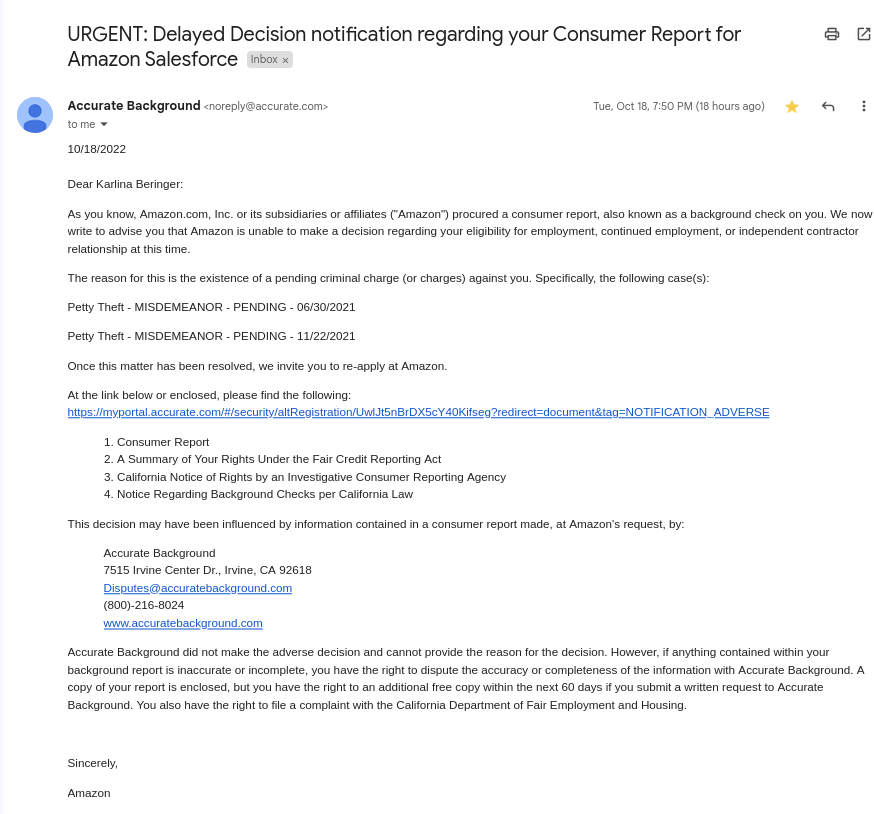 URGENT: Delayed Decision notification regarding your Consumer Report for
Amazon Salesforce Inbox ×
Accurate Background <noreply@accurate.com> Tue, Oct 18, 7:50 PM (18 hours ago)
to me
10/18/2022
Dear Karlina Beringer:
As you know, Amazon.com, Inc. or its subsidiaries or affiliates ("Amazon") procured a consumer report, also known as a background check on you. We now
write to advise you that Amazon is unable to make a decision regarding your eligibility for employment, continued employment, or independent contractor
relationship at this time.
The reason for this is the existence of a pending criminal charge (or charges) against you. Specifically, the following case(s):
Petty Theft - MISDEMEANOR - PENDING - 06/30/2021
Petty Theft - MISDEMEANOR - PENDING - 11/22/2021
Once this matter has been resolved, we invite you to re-apply at Amazon.
At the link below or enclosed, please find the following:
https://myportal.accurate.com/#/security/altRegistration/UwlJt5nBrDX5cY40Kifseg?redirect=document&tag=NOTIFICATION_ADVERSE
1. Consumer Report
2. A Summary of Your Rights Under the Fair Credit Reporting Act
3. California Notice of Rights by an Investigative Consumer Reporting Agency
4. Notice Regarding Background Checks per California Law
This decision may have been influenced by information contained in a consumer report made, at Amazon's request, by:
Accurate Background
7515 Irvine Center Dr., Irvine, CA 92618
Disputes@accuratebackground.com
(800)-216-8024
www.accuratebackground.com
Accurate Background did not make the adverse decision and cannot provide the reason for the decision. However, if anything contained within your
background report is inaccurate or incomplete, you have the right to dispute the accuracy or completeness of the information with Accurate Background. A
copy of your report is enclosed, but you have the right to an additional free copy within the next 60 days if you submit a written request to Accurate
Background. You also have the right to file a complaint with the California Department of Fair Employment and Housing.
Sincerely,
Amazon